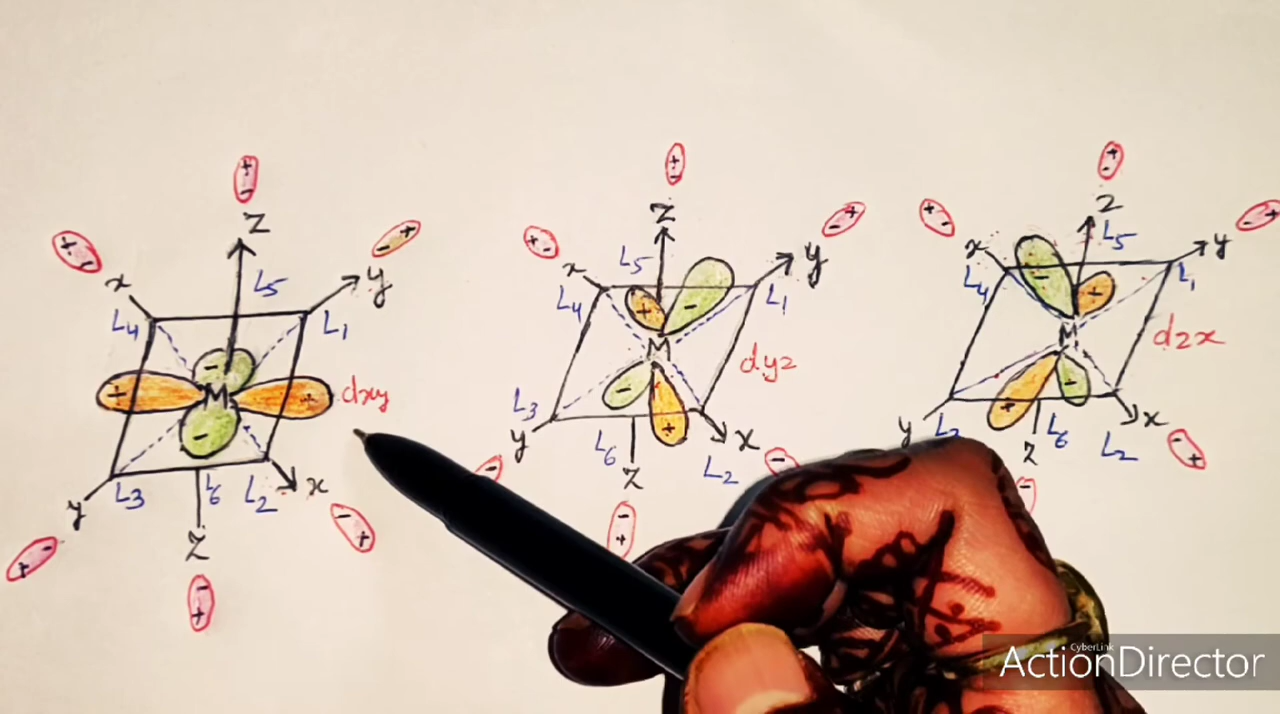 +
-
Z
x
+ -
- +
y
L5
L4
L1
-
+
M
+
dxy
-
L3
L6
L2
x
y
Z
- +
+ -
-
+
+
-
Z
x
+ -
y
L5
L4
L1
+
-
M
dyz
-
+
L3
L6
L2
y
x
Z
-
+
+
-
Z
x
+ -
+
y
L5
L4
L1
-
+
M
dzx
+
-
L6
L2
y
x
Z
- +
-
CyberLink
ActionDirector